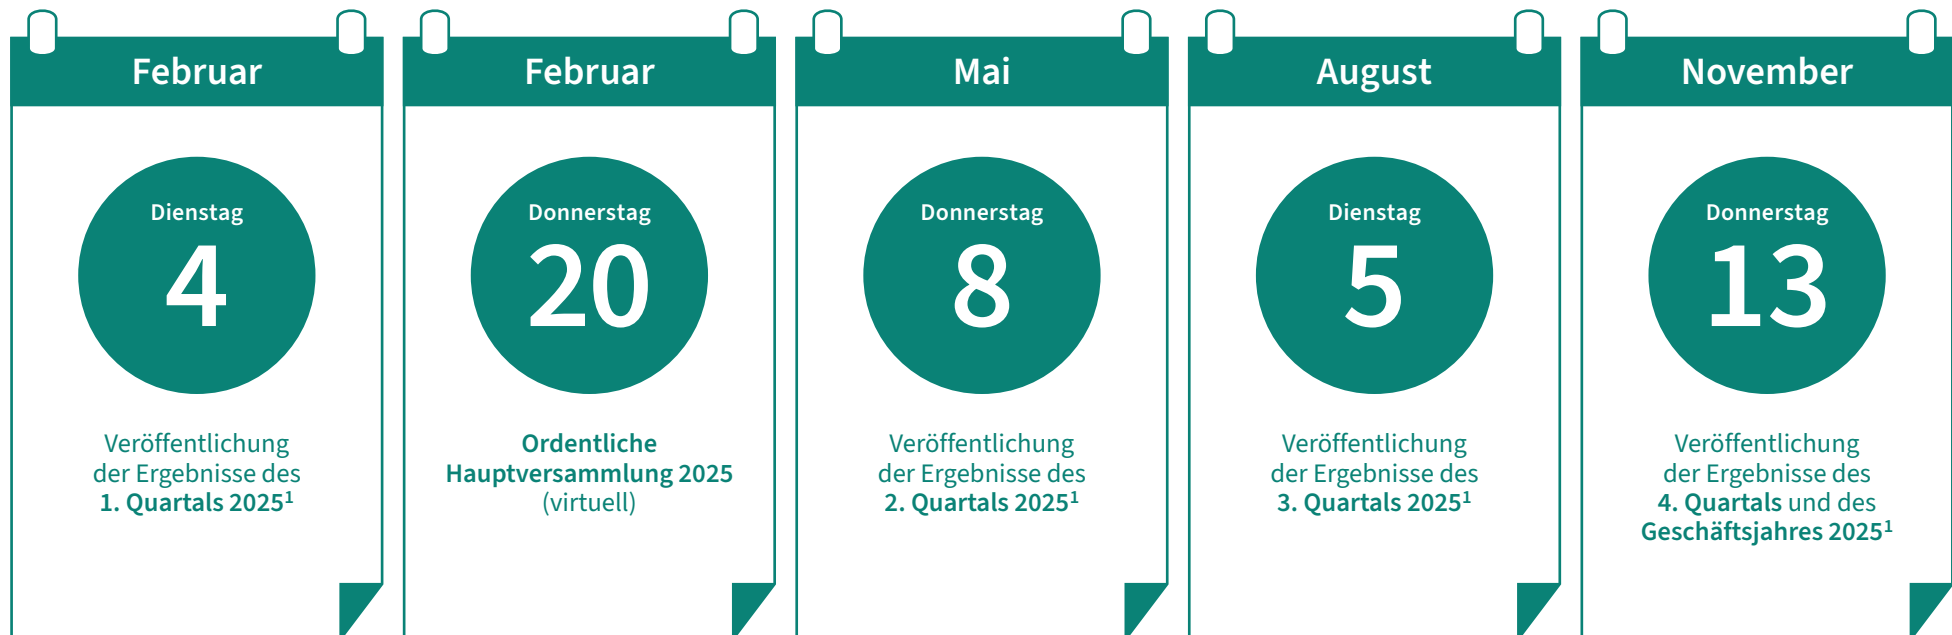 Februar
Dienstag
4
Veröffentlichung
der Ergebnisse des
1. Quartals 2025¹
Februar
Donnerstag
20
Ordentliche
Hauptversammlung 2025
(virtuell)
Mai
Donnerstag
8
Veröffentlichung
der Ergebnisse des
2. Quartals 2025¹
August
Dienstag
5
Veröffentlichung
der Ergebnisse des
3. Quartals 2025¹
November
Donnerstag
13
Veröffentlichung
der Ergebnisse des
4. Quartals und des
Geschäftsjahres 2025¹